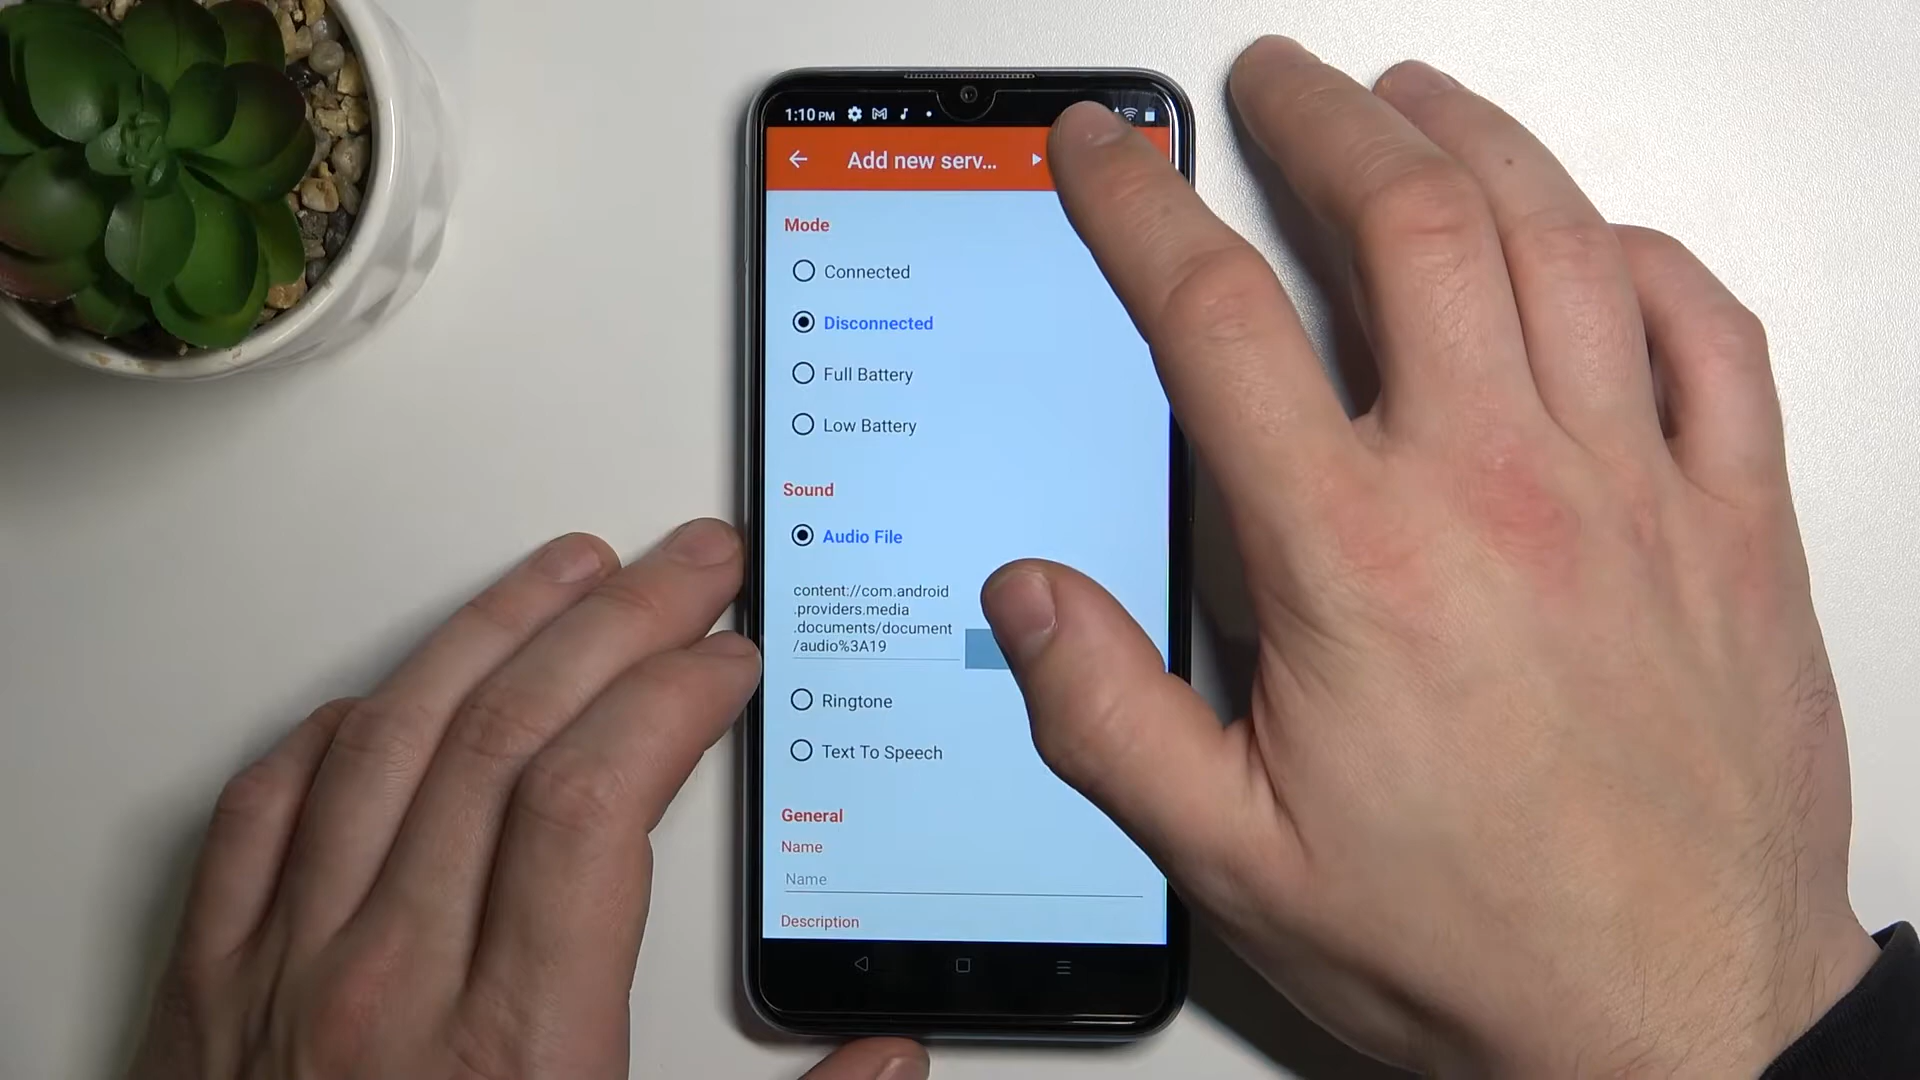 1:10 PM
Add new serv...
Mode
Connected
Disconnected
Full Battery
Low Battery
Sound
Audio File
content://com.android
.providers.media
.documents/document
/audio%3A19
Ringtone
Text To Speech
General
Name
Name
Description